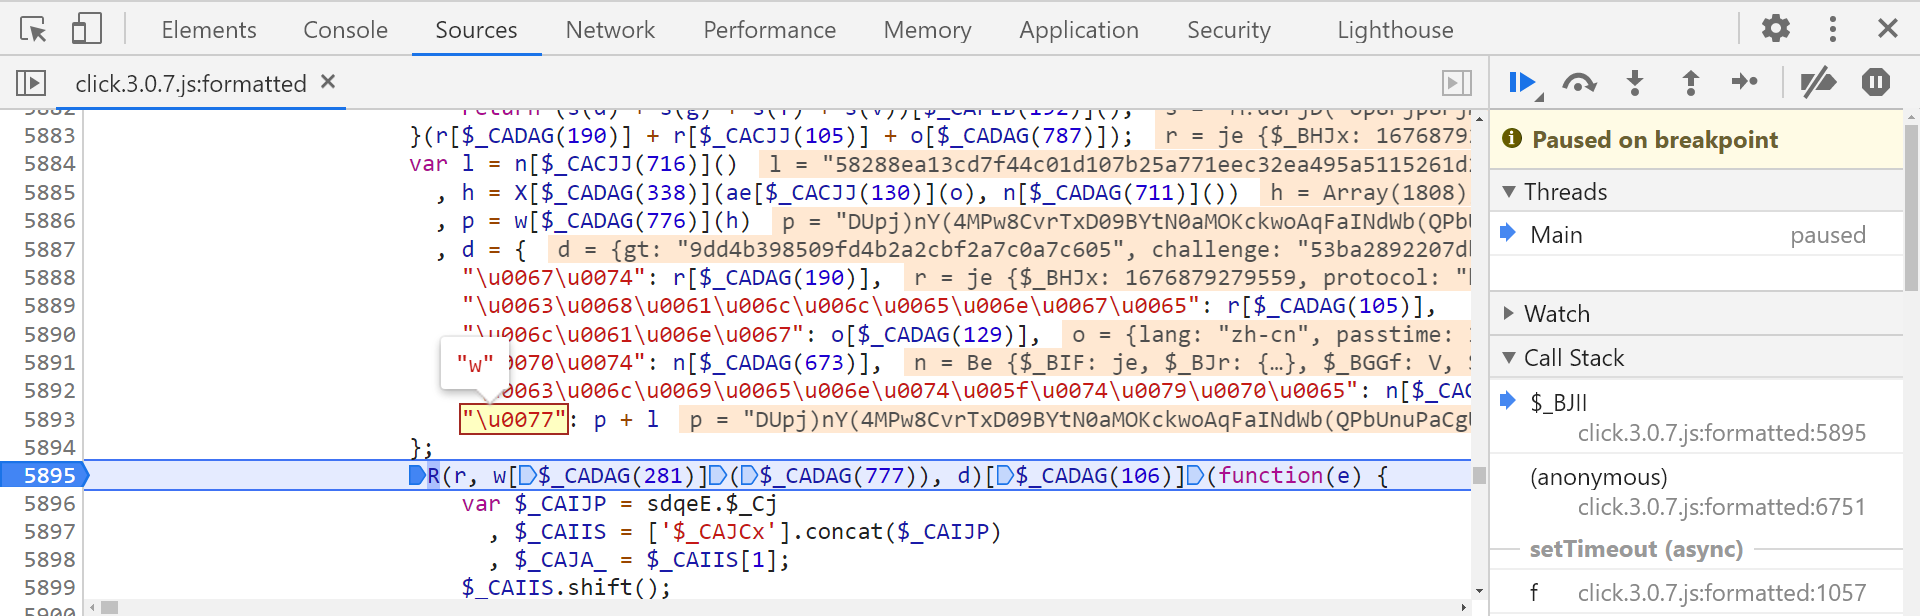 Elements Console Sources Network Performance Memory Application Security Lighthouse
click.3.0.7.js:formatted ×
5883 }(r[$_CADAG(190)] + r[$_CACJJ(105)] + o[$_CADAG(787)]); r = je {$_BHJx: 16768792
5884 var l = n[$_CACJJ(716)]() l = "58288ea13cd7f44c01d107b25a771eec32ea495a5115261d
5885 , h = X[$_CADAG(338)](ae[$_CACJJ(130)](o), n[$_CADAG(711)]()) h = Array(1808)
5886 , p = w[$_CADAG(776)](h) p = "DUpj)nY(4MPw8CvrTxD09BYtN0aMOKckwoAqFaINdWb(QPbU
5887 , d = { d = {gt: "9dd4b398509fd4b2a2cbf2a7c0a7c605", challenge: "53ba2892207d
5888 "\u0067\u0074": r[$_CADAG(190)], r = je {$_BHJx: 1676879279559, protocol: "
5889 "\u0063\u0068\u0061\u006c\u006c\u0065\u006e\u0067\u0065": r[$_CADAG(105)],
5890 "\u006c\u0061\u006e\u0067": o[$_CADAG(129)], o = {lang: "zh-cn", passtime:
"w"
5891 0070\u0074": n[$_CADAG(673)], n = Be {$_BIF: je, $_BJr: {…}, $_BGGf: V,
5892 0063\u006c\u0069\u0065\u006e\u0074\u005f\u0074\u0079\u0070\u0065": n[$_CA
5893 "\u0077": p + l p = "DUpj)nY(4MPw8CvrTxD09BYtN0aMOKckwoAqFaINdWb(QPbUnuPaCg
5894 };
5895 R(r, w[$_CADAG(281)]($_CADAG(777)), d)[$_CADAG(106)](function(e) {
5896 var $_CAIJP = sdqeE.$_Cj
5897 , $_CAIIS = ['$_CAJCx'].concat($_CAIJP)
5898 , $_CAJA_ = $_CAIIS[1];
5899 $_CAIIS.shift();
Paused on breakpoint
Threads
Main paused
Watch
Call Stack
$_BJII
click.3.0.7.js:formatted:5895
(anonymous)
click.3.0.7.js:formatted:6751
setTimeout (async)
f click.3.0.7.js:formatted:1057